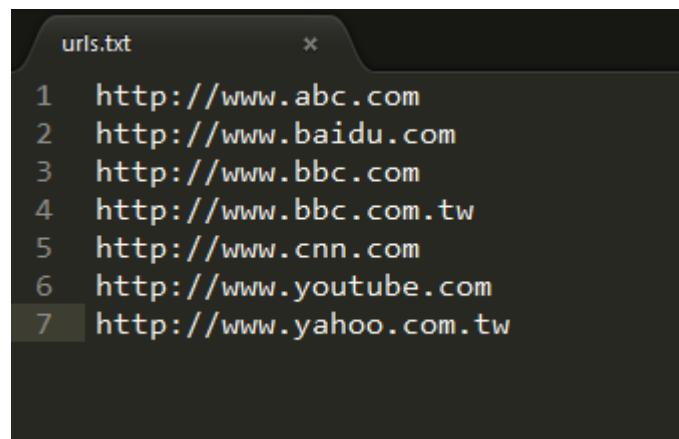 urls.txt ×
1 http://www.abc.com
2 http://www.baidu.com
3 http://www.bbc.com
4 http://www.bbc.com.tw
5 http://www.cnn.com
6 http://www.youtube.com
7 http://www.yahoo.com.tw